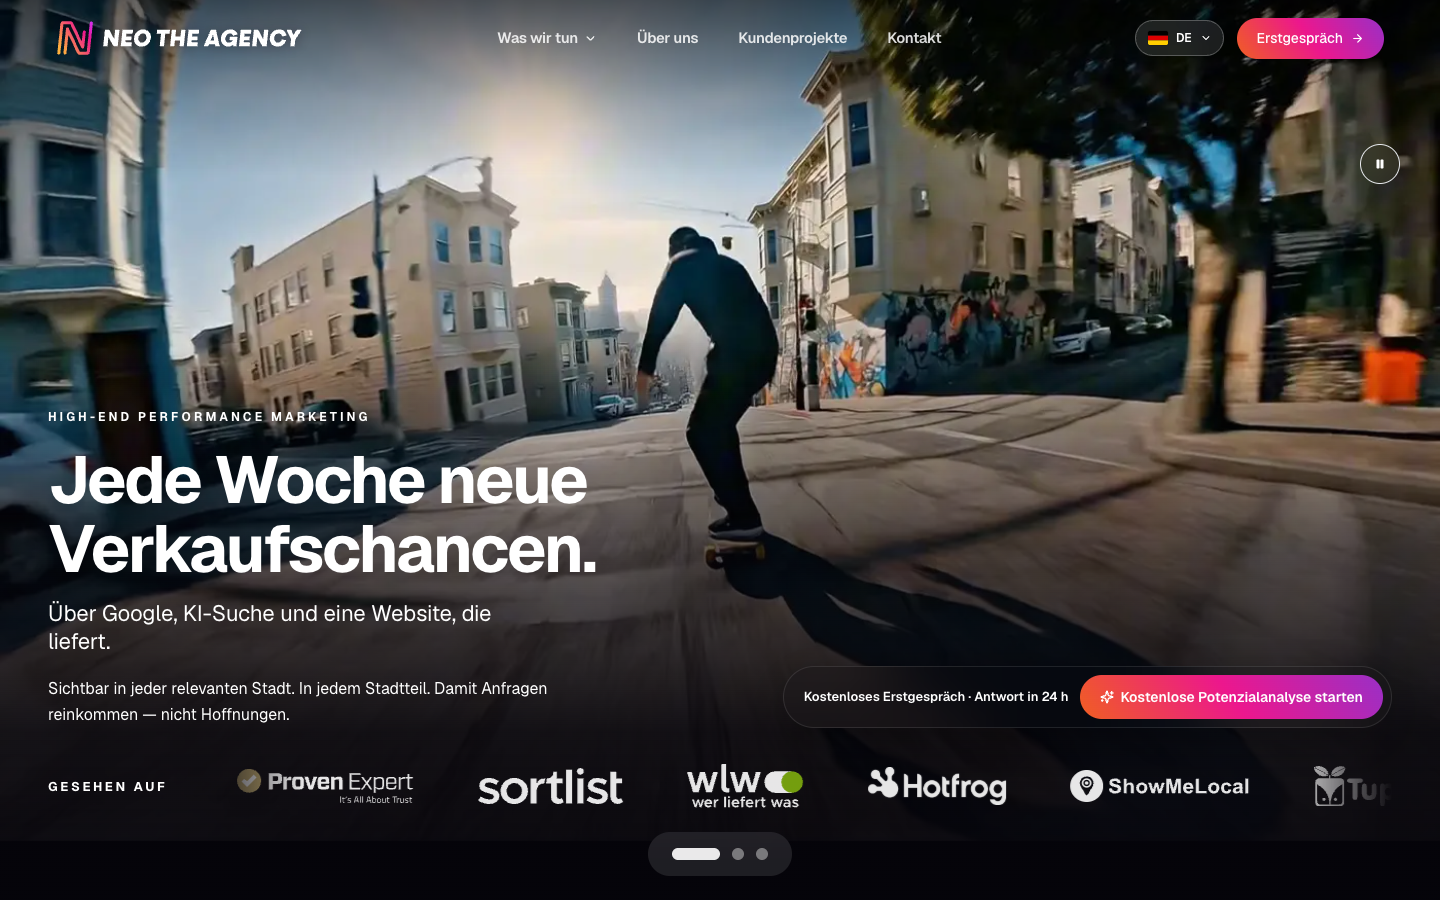 NEO THE AGENCY
Was wir tun
Über uns
Kundenprojekte
Kontakt
DE
Erstgespräch
HIGH-END PERFORMANCE MARKETING
Jede Woche neue
Verkaufschancen.
Über Google, KI-Suche und eine Website, die
liefert.
Sichtbar in jeder relevanten Stadt. In jedem Stadtteil. Damit Anfragen
reinkommen — nicht Hoffnungen.
Kostenloses Erstgespräch · Antwort in 24 h
Kostenlose Potenzialanalyse starten
GESEHEN AUF
Proven Expert
It's All About Trust
sortlist
wlw
wer liefert was
Hotfrog
ShowMeLocal